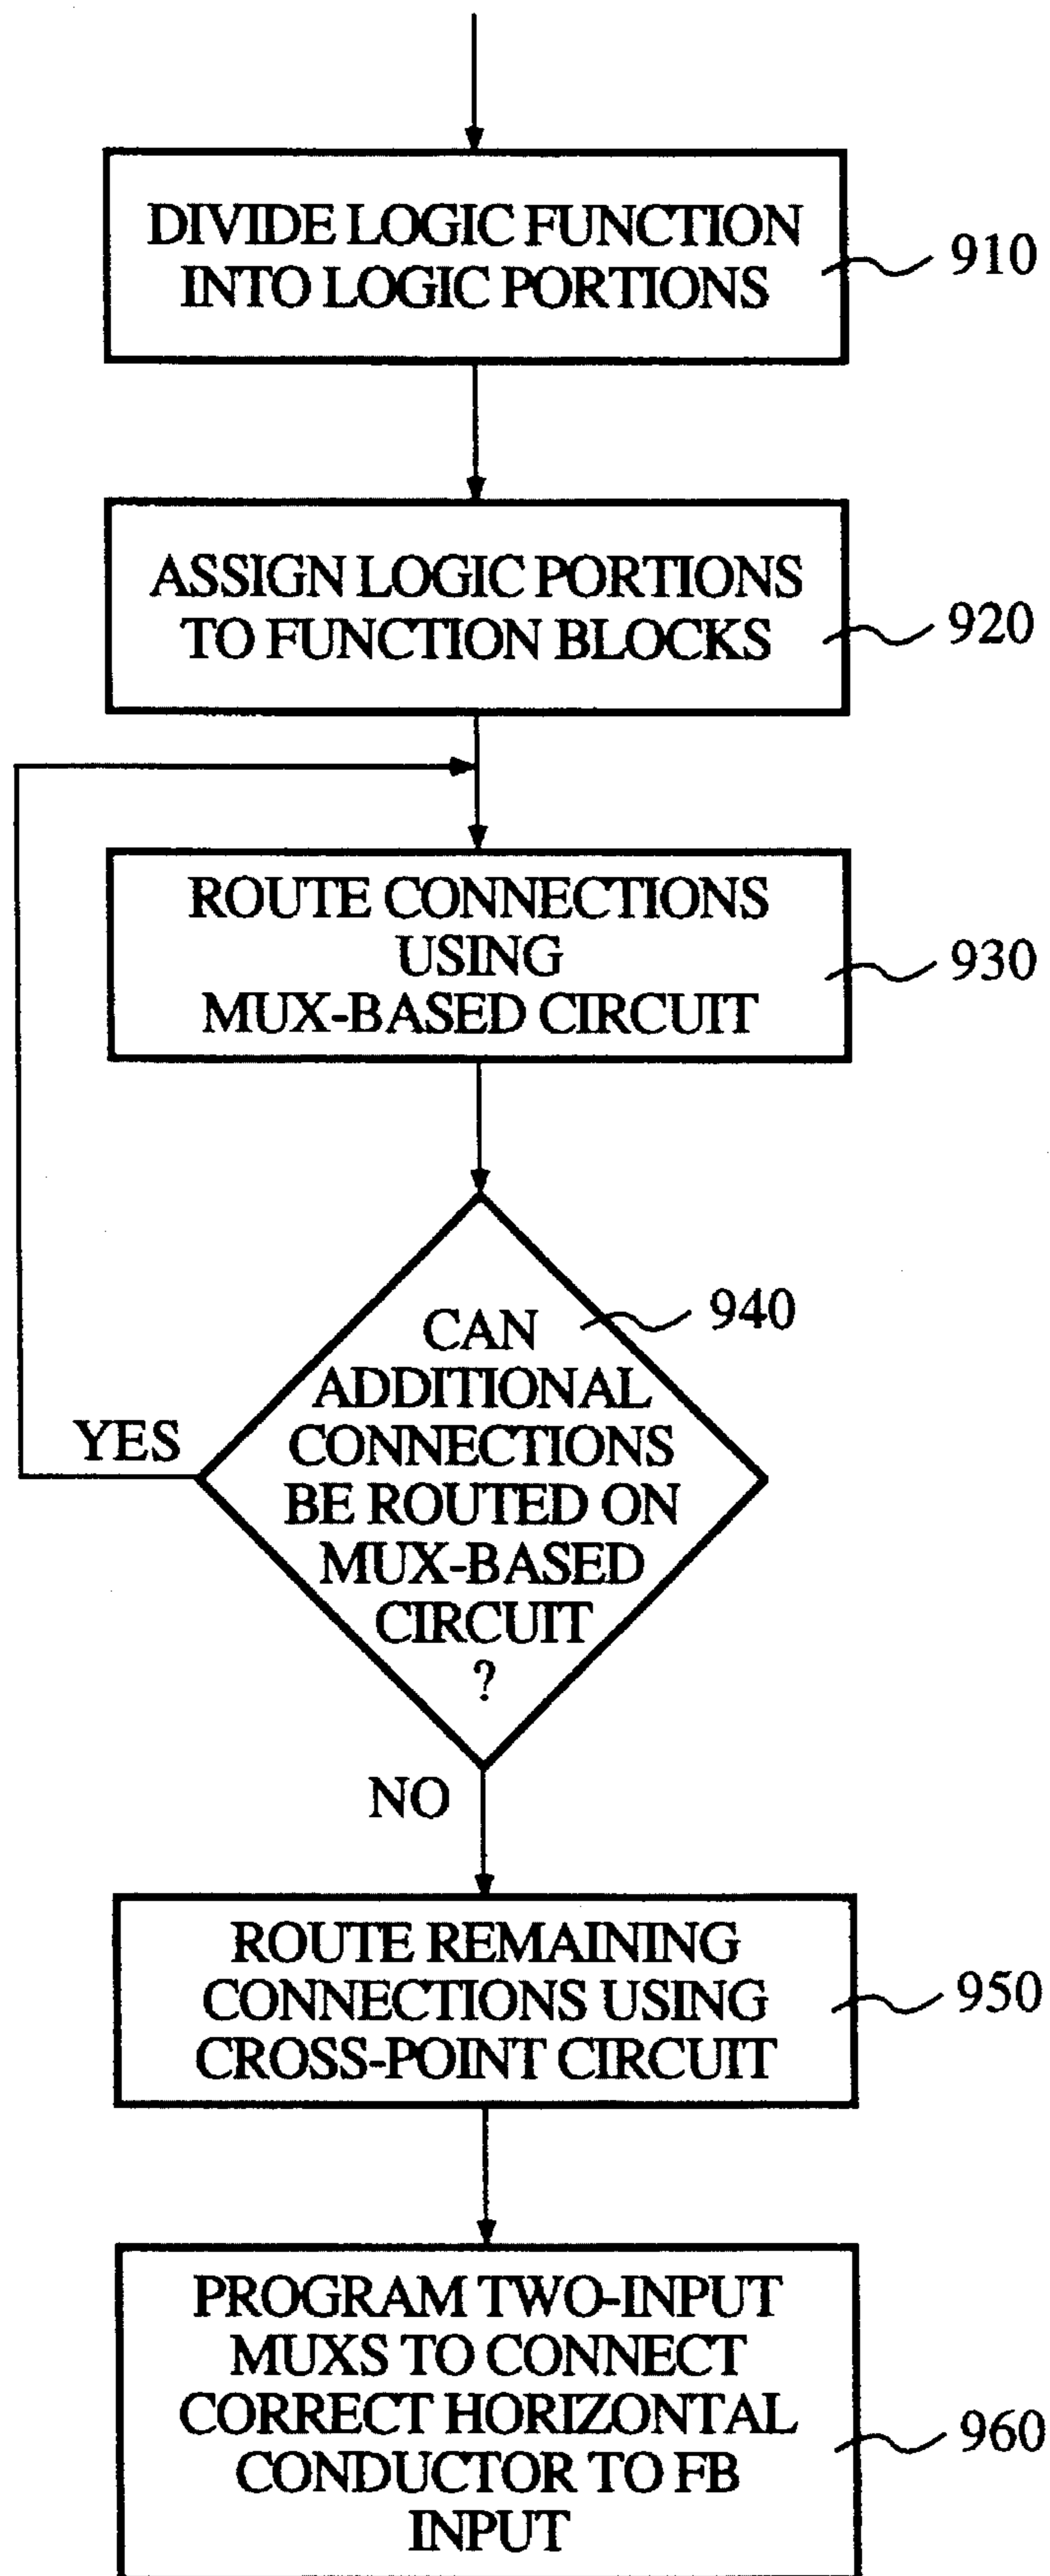 DIVIDE LOGIC FUNCTION
INTO LOGIC PORTIONS
910
ASSIGN LOGIC PORTIONS
TO FUNCTION BLOCKS
920
ROUTE CONNECTIONS
USING
MUX-BASED CIRCUIT
930
CAN
ADDITIONAL
CONNECTIONS
BE ROUTED ON
MUX-BASED
CIRCUIT
?
940
YES
NO
ROUTE REMAINING
CONNECTIONS USING
CROSS-POINT CIRCUIT
950
PROGRAM TWO-INPUT
MUXS TO CONNECT
CORRECT HORIZONTAL
CONDUCTOR TO FB
INPUT
960